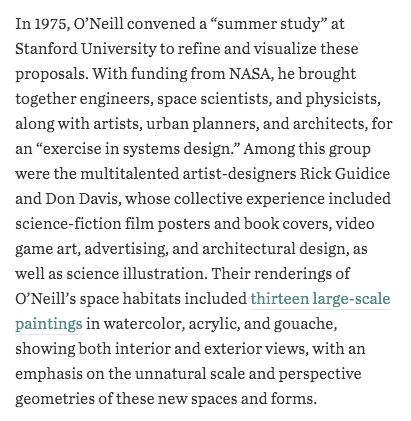 In 1975, O’Neill convened a “summer study” at
Stanford University to refine and visualize these
proposals. With funding from NASA, he brought
together engineers, space scientists, and physicists,
along with artists, urban planners, and architects, for
an “exercise in systems design.” Among this group
were the multitalented artist-designers Rick Guidice
and Don Davis, whose collective experience included
science-fiction film posters and book covers, video
game art, advertising, and architectural design, as
well as science illustration. Their renderings of
O’Neill’s space habitats included thirteen large-scale
paintings in watercolor, acrylic, and gouache,
showing both interior and exterior views, with an
emphasis on the unnatural scale and perspective
geometries of these new spaces and forms.